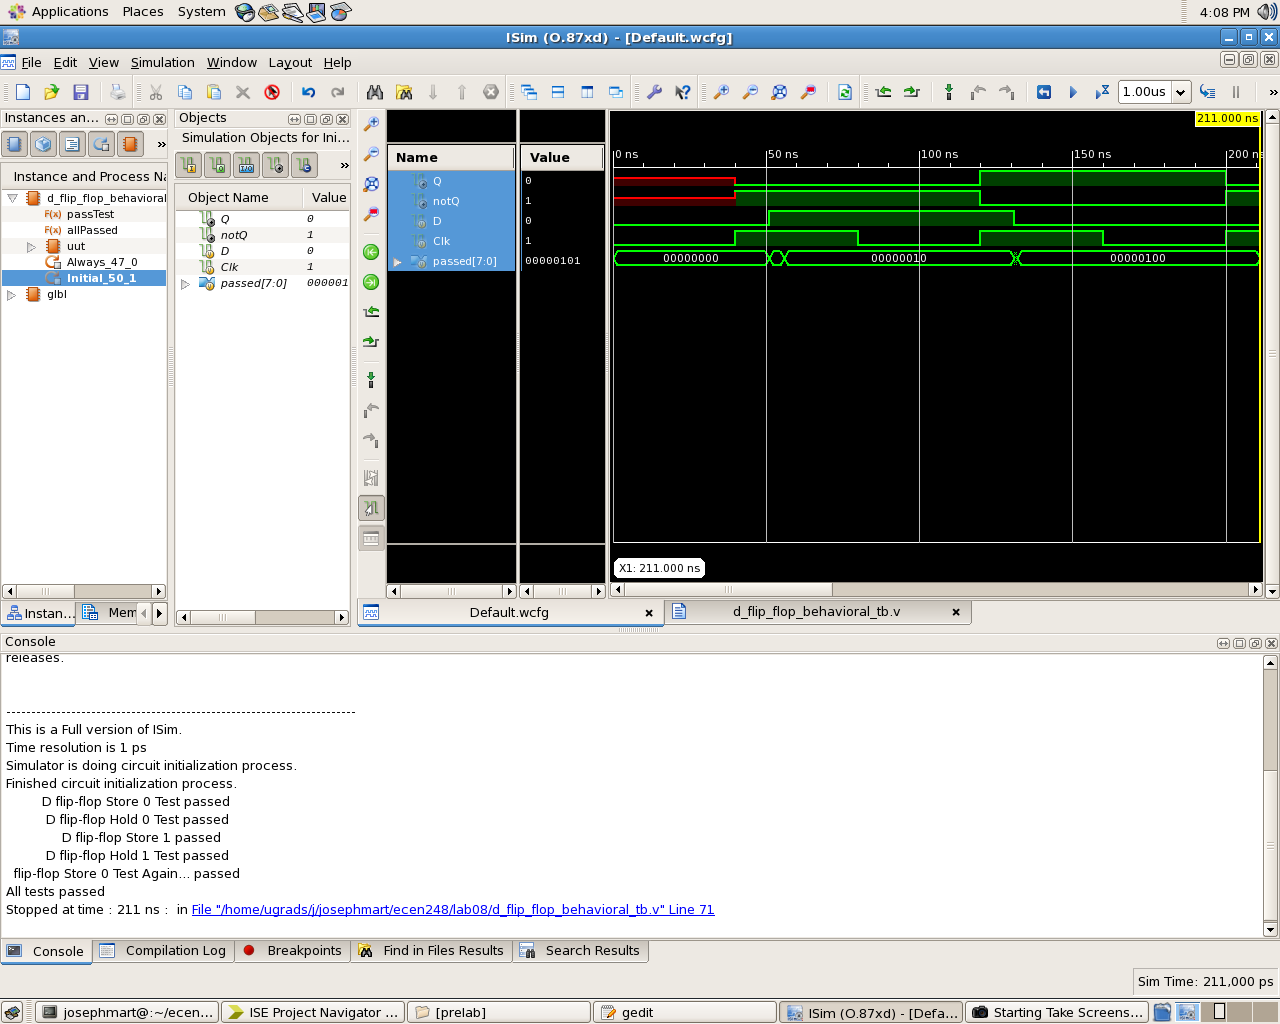 Applications Places System 4:08 PM
ISim (O.87xd) - [Default.wcfg]
File Edit View Simulation Window Layout Help
1.00us
Instances an...
Instance and Process Na
d_flip_flop_behavioral
passTest
allPassed
uut
Always_47_0
Initial_50_1
glbl
Instan... Mem
Objects
Simulation Objects for Ini...
Object Name Value
Q 0
notQ 1
D 0
Clk 1
passed[7:0] 000001
Name Value
Q 0
notQ 1
D 0
Clk 1
passed[7:0] 00000101
211.000 ns
0 ns 50 ns 100 ns 150 ns 200 ns
00000000 00000010 00000100
X1: 211.000 ns
Default.wcfg d_flip_flop_behavioral_tb.v
Console
releases.
----------------------------------------------------------------------
This is a Full version of ISim.
Time resolution is 1 ps
Simulator is doing circuit initialization process.
Finished circuit initialization process.
D flip-flop Store 0 Test passed
D flip-flop Hold 0 Test passed
D flip-flop Store 1 passed
D flip-flop Hold 1 Test passed
flip-flop Store 0 Test Again... passed
All tests passed
Stopped at time : 211 ns : in File "/home/ugrads/j/josephmart/ecen248/lab08/d_flip_flop_behavioral_tb.v" Line 71
Console Compilation Log Breakpoints Find in Files Results Search Results
Sim Time: 211,000 ps
josephmart@:~/ecen... ISE Project Navigator ... [prelab] gedit ISim (O.87xd) - [Defa... Starting Take Screens...